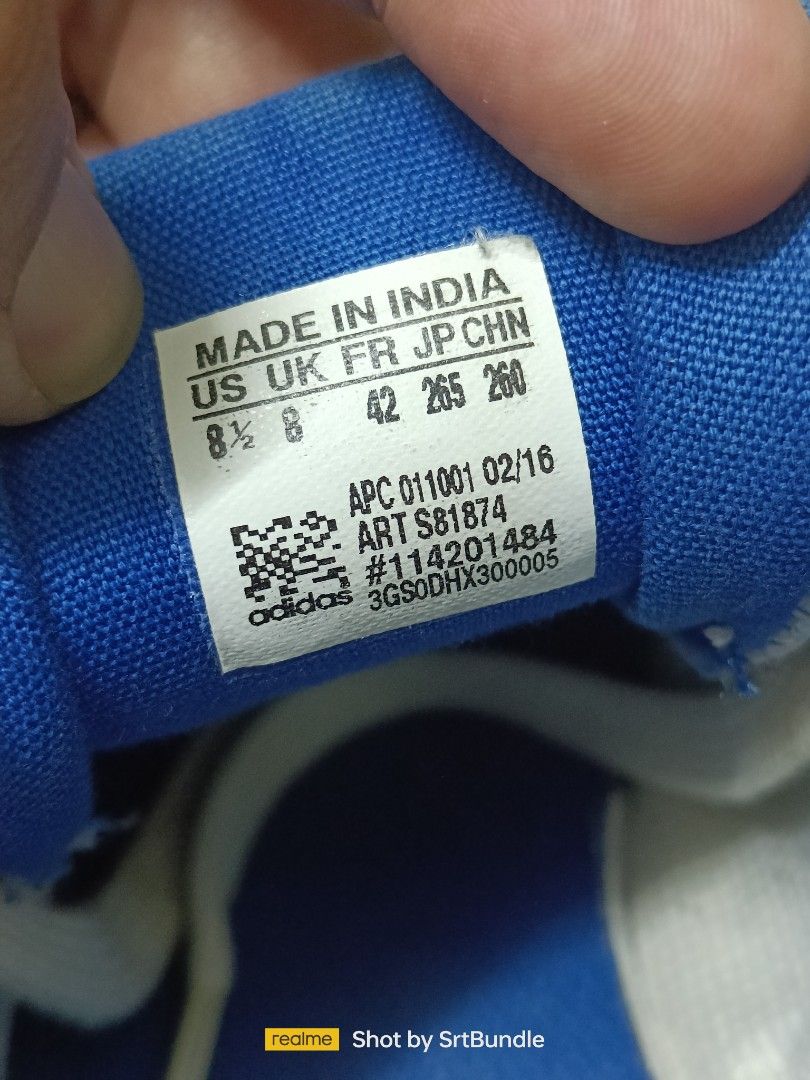 MADE IN INDIA
US UK FR JP CHN
8½ 8 42 265 260
APC 011001 02/16
ART S81874
#114201484
3GS0DHX300005
adidas
realme Shot by SrtBundle